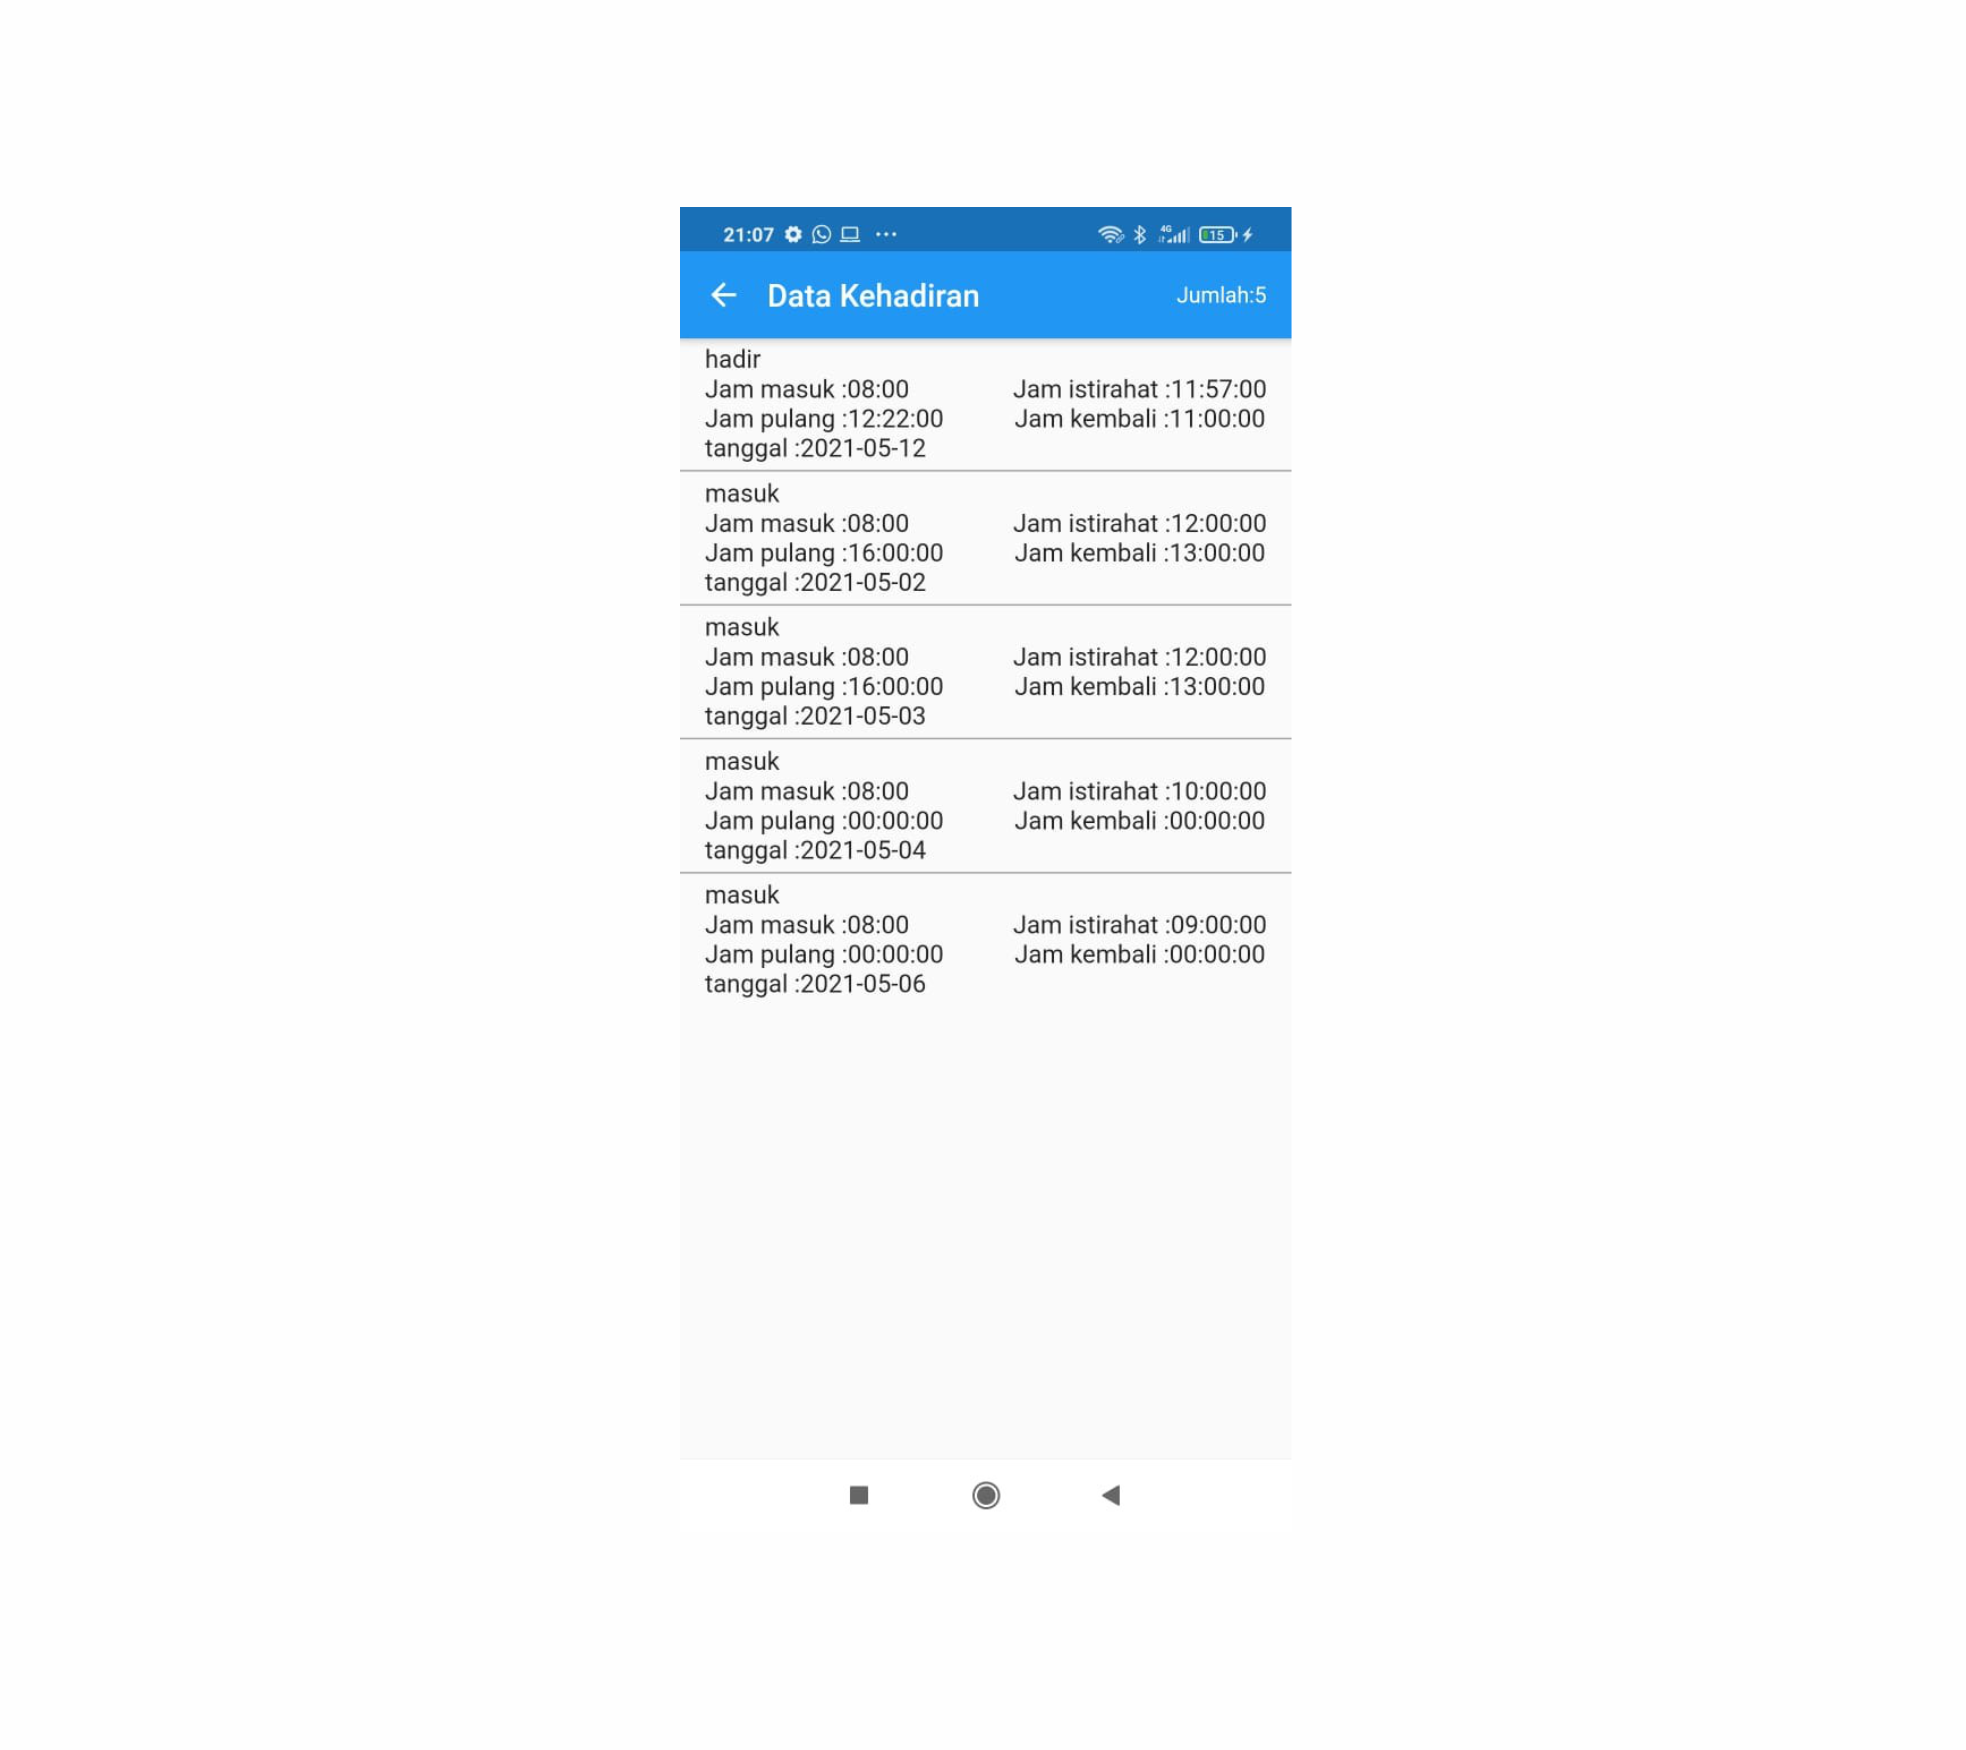 21:07 4G 15
Data Kehadiran Jumlah:5
hadir
Jam masuk :08:00 Jam istirahat :11:57:00
Jam pulang :12:22:00 Jam kembali :11:00:00
tanggal :2021-05-12
masuk
Jam masuk :08:00 Jam istirahat :12:00:00
Jam pulang :16:00:00 Jam kembali :13:00:00
tanggal :2021-05-02
masuk
Jam masuk :08:00 Jam istirahat :12:00:00
Jam pulang :16:00:00 Jam kembali :13:00:00
tanggal :2021-05-03
masuk
Jam masuk :08:00 Jam istirahat :10:00:00
Jam pulang :00:00:00 Jam kembali :00:00:00
tanggal :2021-05-04
masuk
Jam masuk :08:00 Jam istirahat :09:00:00
Jam pulang :00:00:00 Jam kembali :00:00:00
tanggal :2021-05-06